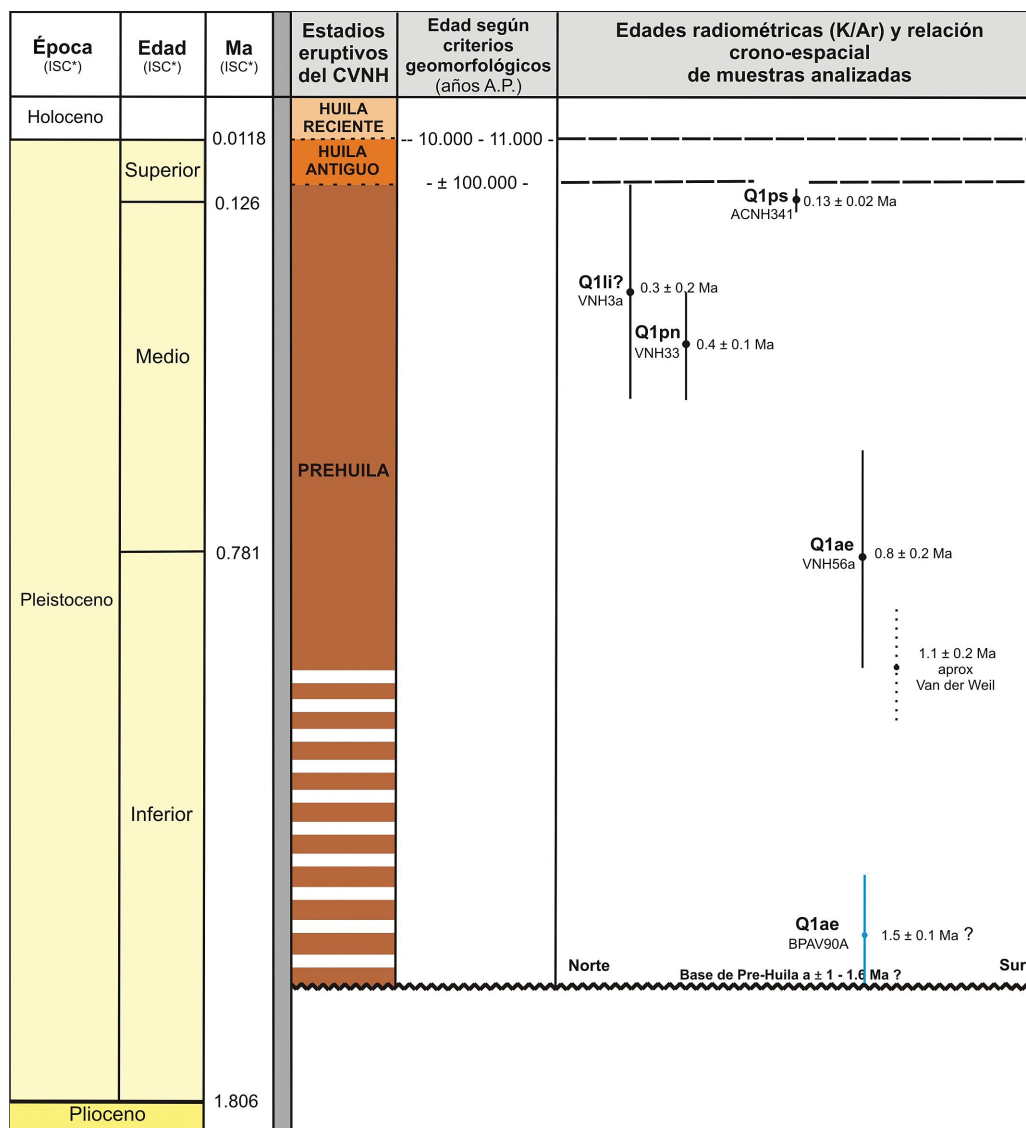 Época
(ISC*)
Edad
(ISC*)
Ma
(ISC*)
Estadios
eruptivos
del CVNH
Edad según
criterios
geomorfológicos
(años A.P.)
Edades radiométricas (K/Ar) y relación
crono-espacial
de muestras analizadas
Holoceno
HUILA
RECIENTE
0.0118
-- 10.000 - 11.000 -
Superior
HUILA
ANTIGUO
- ± 100.000 -
0.126
Q1ps
ACNH341
0.13 ± 0.02 Ma
Q1li?
VNH3a
0.3 ± 0.2 Ma
Q1pn
VNH33
0.4 ± 0.1 Ma
Medio
PREHUILA
0.781
Q1ae
VNH56a
0.8 ± 0.2 Ma
Pleistoceno
1.1 ± 0.2 Ma
aprox
Van der Weil
Inferior
Q1ae
BPAV90A
1.5 ± 0.1 Ma ?
Norte
Sur
Base de Pre-Huila a ± 1 - 1.6 Ma ?
1.806
Plioceno